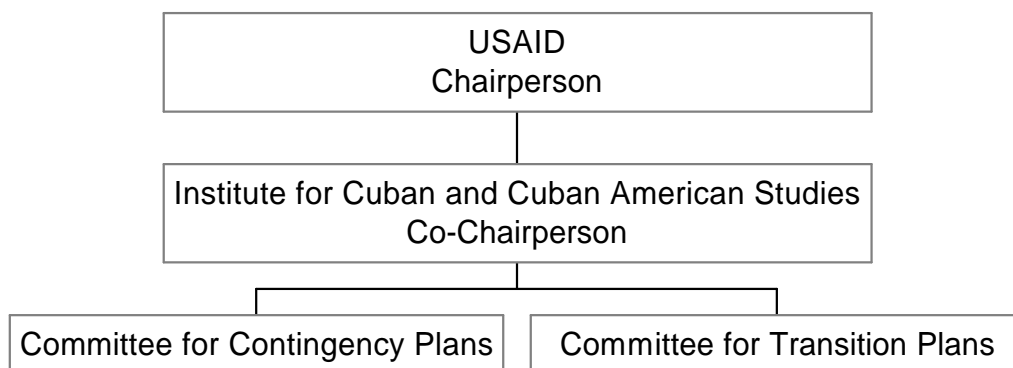 USAID
Chairperson
Institute for Cuban and Cuban American Studies
Co-Chairperson
Committee for Contingency Plans
Committee for Transition Plans